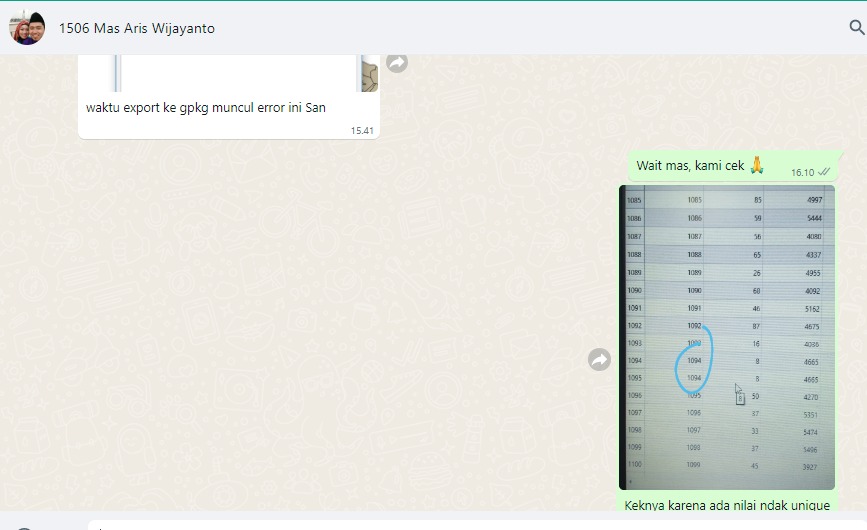 1506 Mas Aris Wijayanto
waktu export ke gpkg muncul error ini San
15.41
Wait mas, kami cek 🙏
16.10
1085 1085 85 4997
1086 1086 59 5444
1087 1087 56 4080
1088 1088 65 4337
1089 1089 26 4955
1090 1090 68 4092
1091 1091 46 5162
1092 1092 87 4675
1093 1093 16 4036
1094 1094 8 4665
1095 1094 8 4665
1096 1095 50 4270
1097 1096 37 5351
1098 1097 33 5474
1099 1098 37 5496
1100 1099 45 3927
Keknya karena ada nilai ndak unique